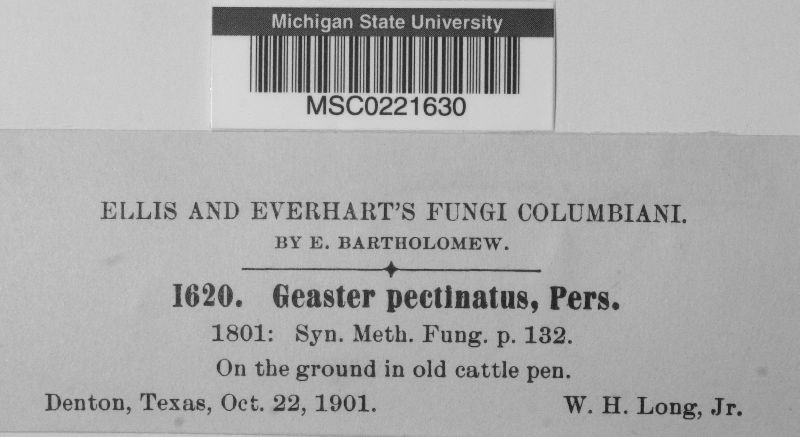 Michigan State University
MSC0221630
ELLIS AND EVERHART'S FUNGI COLUMBIANI.
BY E. BARTHOLOMEW.
1620. Geaster pectinatus, Pers.
1801: Syn. Meth. Fung. p. 132.
On the ground in old cattle pen.
Denton, Texas, Oct. 22, 1901. W. H. Long, Jr.